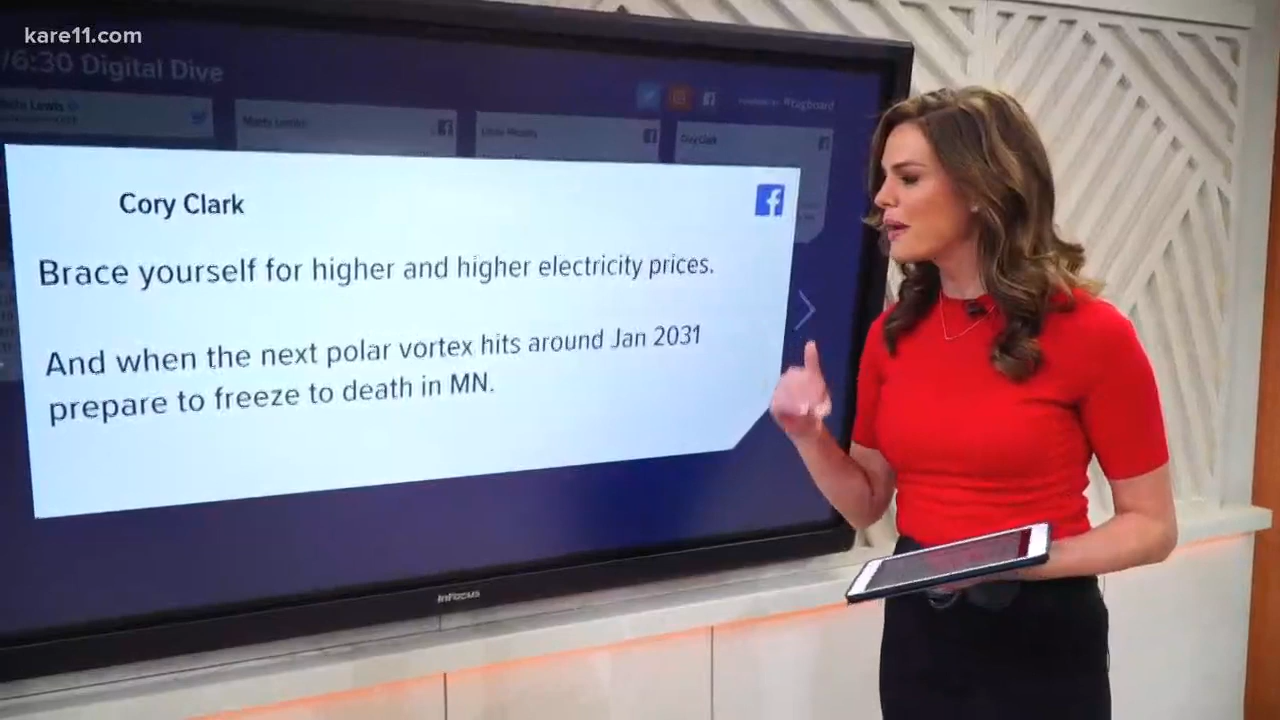 kare11.com
/6:30 Digital Dive
#tagboard
Cory Clark
Brace yourself for higher and higher electricity prices.
And when the next polar vortex hits around Jan 2031
prepare to freeze to death in MN.
InFocus